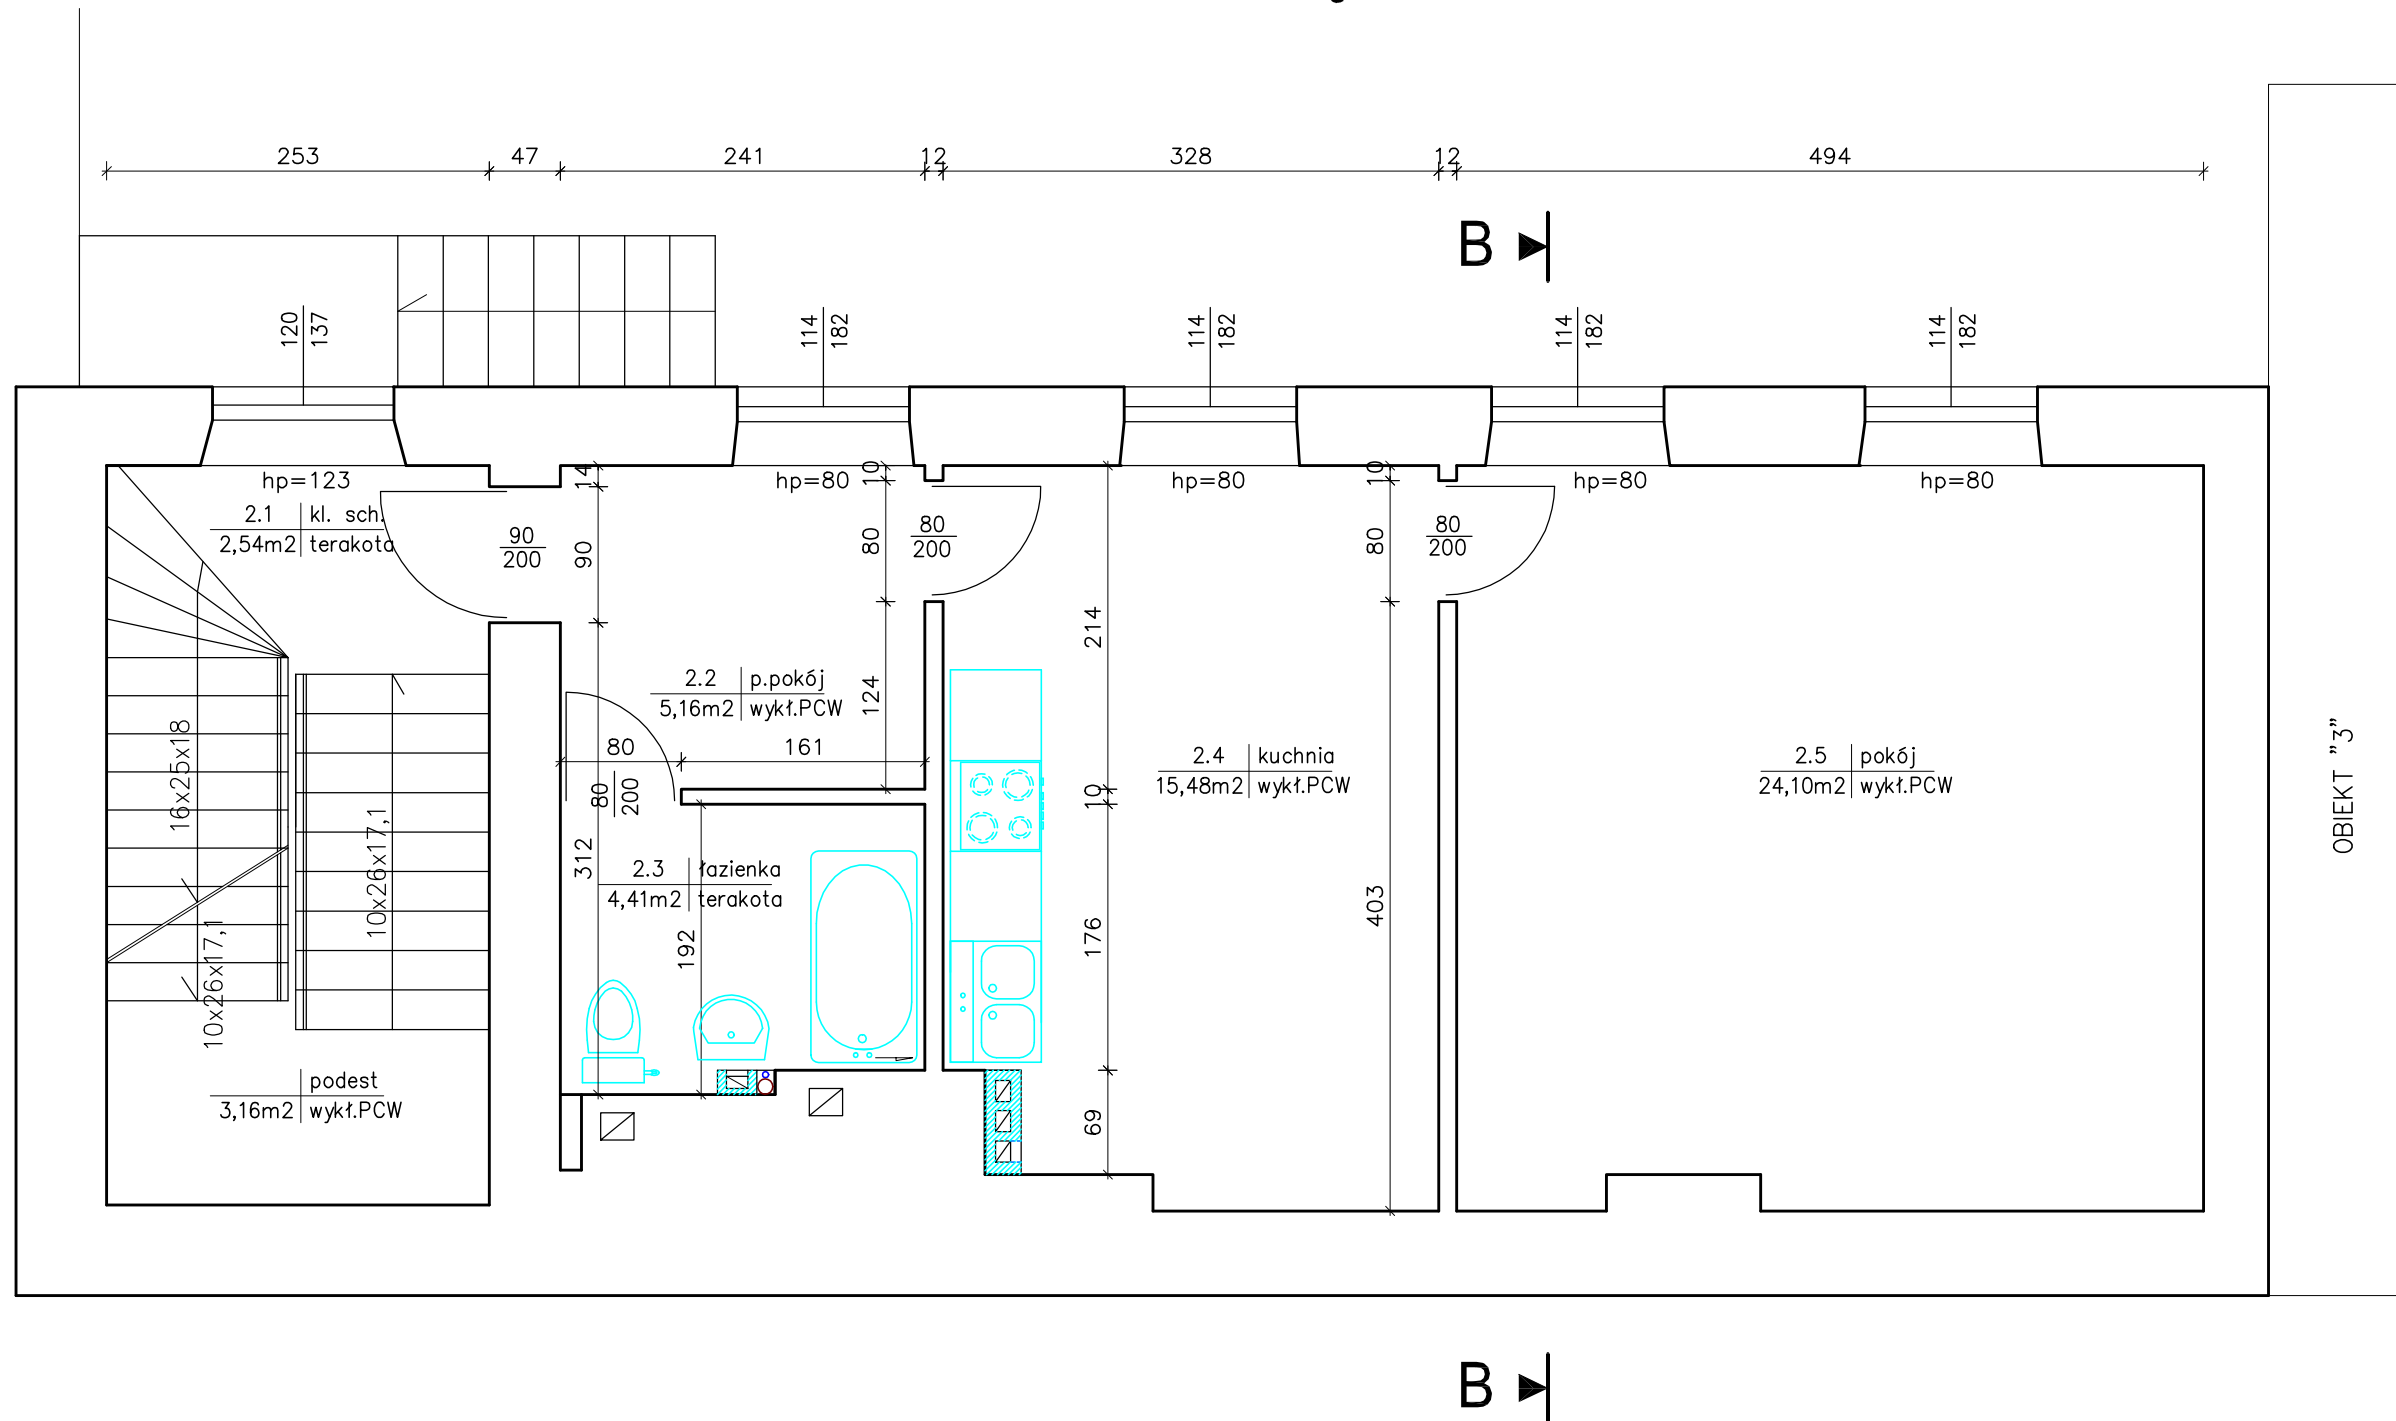 253 47 241 12 328 12 494
B
120
137
114
182
114
182
114
182
114
182
hp=123
hp=80
hp=80
hp=80
hp=80
14
10
10
2.1 kl. sch.
2,54m2 terakota
90
200
90
80
80
200
80
80
200
214
124
2.2 p.pokój
5,16m2 wykł.PCW
80 161
80
200
16x25x18
10x26x17,1
10x26x17,1
10
2.4 kuchnia
15,48m2 wykł.PCW
2.5 pokój
24,10m2 wykł.PCW
OBIEKT "3"
312
2.3 łazienka
4,41m2 terakota
192
176
403
podest
3,16m2 wykł.PCW
69
B